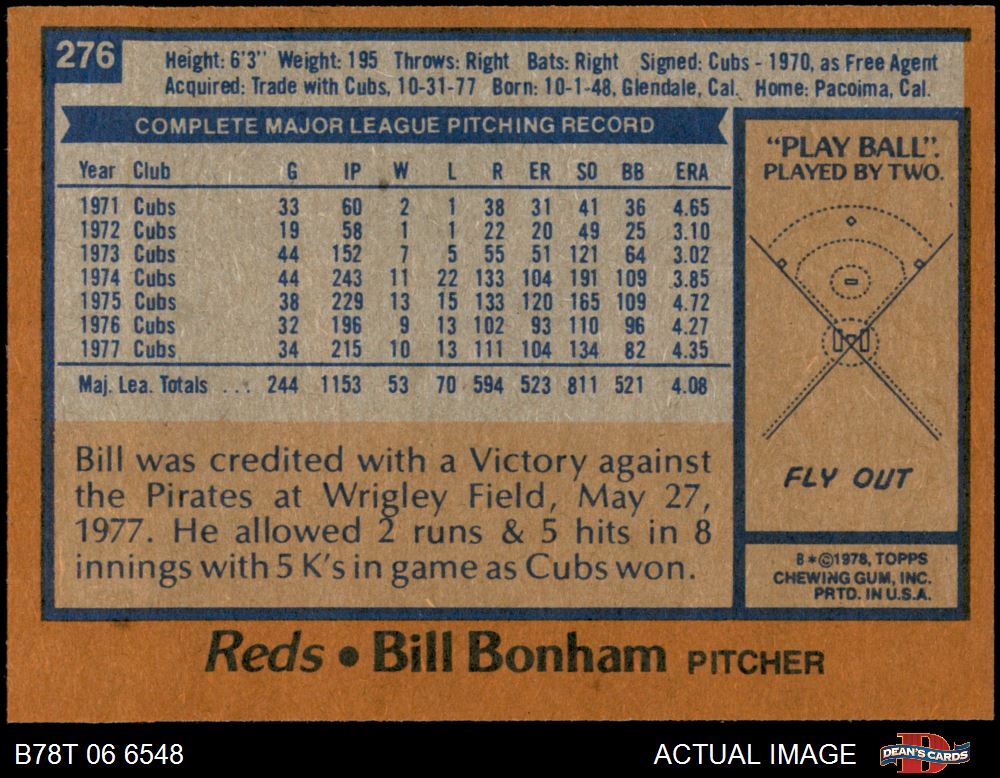 276
Height: 6'3" Weight: 195 Throws: Right Bats: Right Signed: Cubs - 1970, as Free Agent
Acquired: Trade with Cubs, 10-31-77 Born: 10-1-48, Glendale, Cal. Home: Pacoima, Cal.
COMPLETE MAJOR LEAGUE PITCHING RECORD
Year Club G IP W L R ER SO BB ERA
1971 Cubs 33 60 2 1 38 31 41 36 4.65
1972 Cubs 19 58 1 1 22 20 49 25 3.10
1973 Cubs 44 152 7 5 55 51 121 64 3.02
1974 Cubs 44 243 11 22 133 104 191 109 3.85
1975 Cubs 38 229 13 15 133 120 165 109 4.72
1976 Cubs 32 196 9 13 102 93 110 96 4.27
1977 Cubs 34 215 10 13 111 104 134 82 4.35
Maj. Lea. Totals ... 244 1153 53 70 594 523 811 521 4.08
Bill was credited with a Victory against
the Pirates at Wrigley Field, May 27,
1977. He allowed 2 runs & 5 hits in 8
innings with 5 K's in game as Cubs won.
"PLAY BALL".
PLAYED BY TWO.
FLY OUT
B*©1978, TOPPS
CHEWING GUM, INC.
PRTD. IN U.S.A.
Reds • Bill Bonham PITCHER
B78T 06 6548
ACTUAL IMAGE
D
DEAN'S CARDS